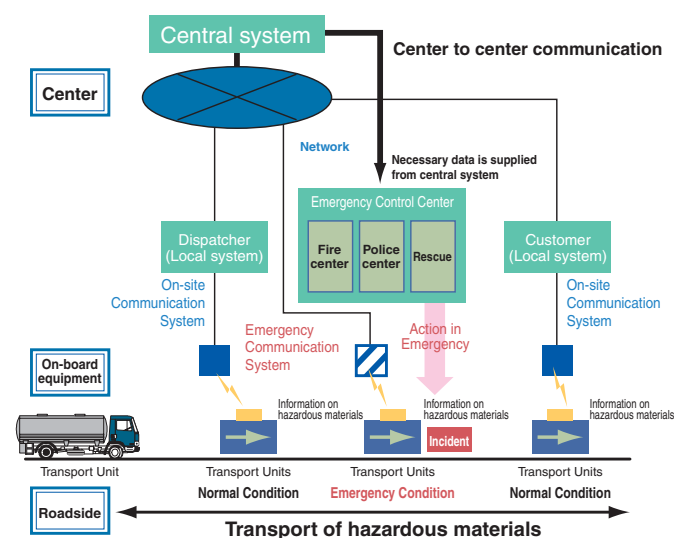 Central system
Center to center communication
Center
Network
Necessary data is supplied
from central system
Emergency Control Center
Fire
center
Police
center
Rescue
Dispatcher
(Local system)
Customer
(Local system)
On-site
Communication
System
On-site
Communication
System
Emergency
Communication
System
Action in
Emergency
On-board
equipment
Information on
hazardous materials
Information on
hazardous materials
Information on
hazardous materials
Incident
Transport Unit
Transport Units
Transport Units
Transport Units
Normal Condition
Emergency Condition
Normal Condition
Roadside
Transport of hazardous materials